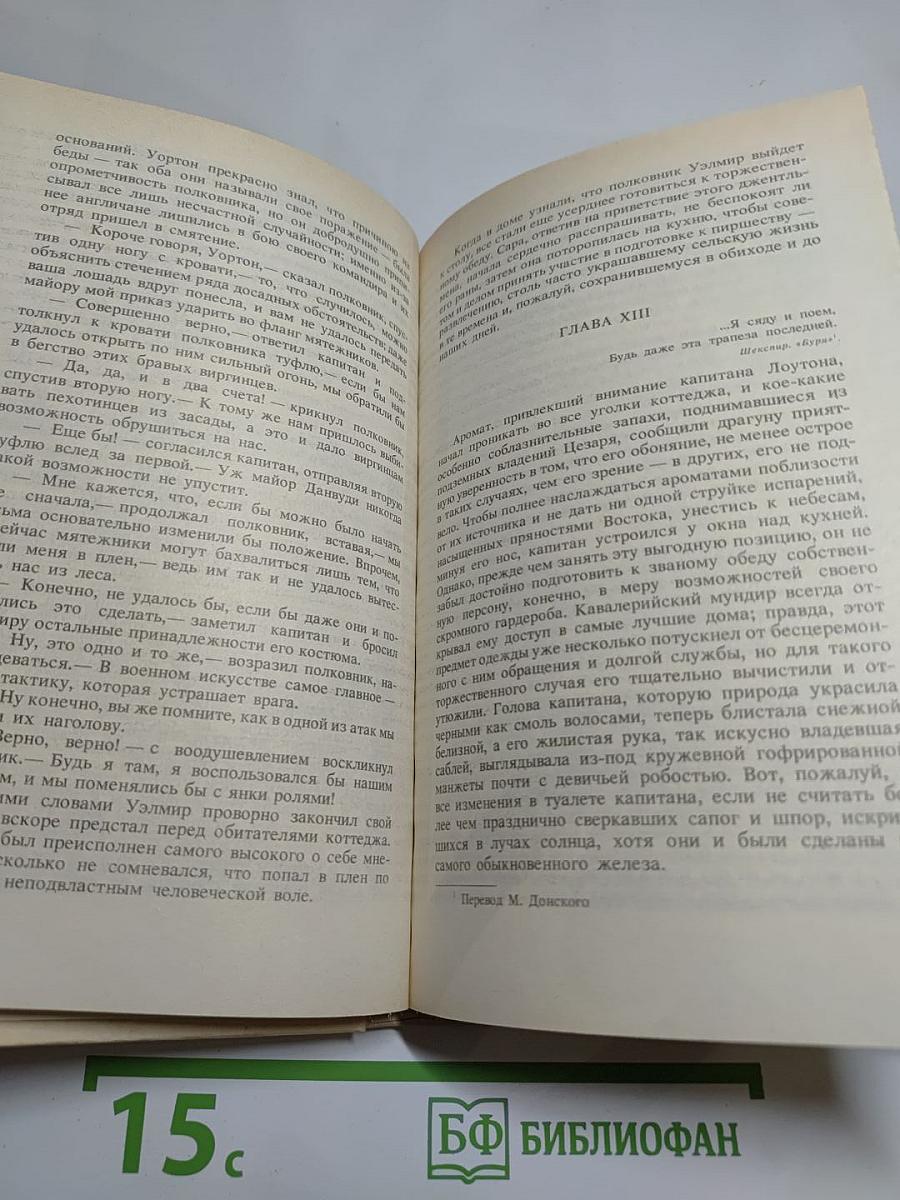 оснований. Уортон прекрасно знал, что причиною их
беды — так оба они называли свое поражение — была
опрометчивость полковника, но он добродушно припи-
сывал все лишь несчастной случайности; именно из-за
нее англичане лишились в бою своего командира и их
отряд пришел в смятение.
— Короче говоря, Уортон,— сказал полковник, спус-
тив одну ногу с кровати,— то, что случилось, можно
объяснить стечением ряда досадных обстоятельств: даже
ваша лошадь вдруг понесла, и вам не удалось передать
майору мой приказ ударить во фланг мятежников.
— Совершенно верно,— ответил капитан и под-
толкнул к кровати полковника туфлю,— если бы нам
удалось открыть по ним сильный огонь, мы обратили бы
в бегство этих бравых виргинцев.
— Да, да, и в два счета! — крикнул полковник,
спустив вторую ногу.— К тому же нам пришлось выби-
вать пехотинцев из засады, а это и дало виргинцам
возможность обрушиться на нас.
— Еще бы! — согласился капитан, отправляя вторую
уфлю вслед за первой.— Уж майор Данвуди никогда
акой возможности не упустит.
— Мне кажется, что, если бы можно было начать
е сначала,— продолжал полковник, вставая,— мы
сьма основательно изменили бы положение. Впрочем,
ейчас мятежники могут бахвалиться лишь тем, что
ли меня в плен,— ведь им так и не удалось вытес-
ь нас из леса.
— Конечно, не удалось бы, если бы даже они и по-
лись это сделать,— заметил капитан и бросил
иру остальные принадлежности его костюма.
Ну, это одно и то же,— возразил полковник, на-
деваться.— В военном искусстве самое главное —
тактику, которая устрашает врага.
Ну конечно, вы же помните, как в одной из атак мы
и их наголову.
Верно, верно! — с воодушевлением воскликнул
ик.— Будь я там, я воспользовался бы нашим
м, и мы поменялись бы с янки ролями!
ими словами Уэлмир проворно закончил свой
вскоре предстал перед обитателями коттеджа.
был преисполнен самого высокого о себе мне-
сколько не сомневался, что попал в плен по
неподвластным человеческой воле.
Когда в доме узнали, что полковник Уэлмир выйдет
к столу, все стали еще усерднее готовиться к торжествен-
ному обеду. Сара, ответив на приветствие этого джентль-
мена, начала сердечно расспрашивать, не беспокоят ли
его раны, затем она поторопилась на кухню, чтобы сове-
том и делом принять участие в подготовке к пиршеству —
развлечению, столь часто украшавшему сельскую жизнь
в те времена и, пожалуй, сохранившемуся в обиходе и до
наших дней.
ГЛАВА XIII
...Я сяду и поем,
Будь даже эта трапеза последней.
Шекспир, «Буря»¹.
Аромат, привлекший внимание капитана Лоутона,
начал проникать во все уголки коттеджа, и кое-какие
особенно соблазнительные запахи, поднимавшиеся из
подземных владений Цезаря, сообщили драгуну прият-
ную уверенность в том, что его обоняние, не менее острое
в таких случаях, чем его зрение — в других, его не под-
вело. Чтобы полнее наслаждаться ароматами поблизости
от их источника и не дать ни одной струйке испарений,
насыщенных пряностями Востока, унестись к небесам,
минуя его нос, капитан устроился у окна над кухней.
Однако, прежде чем занять эту выгодную позицию, он не
забыл достойно подготовить к званому обеду собствен-
ную персону, конечно, в меру возможностей своего
скромного гардероба. Кавалерийский мундир всегда от-
крывал ему доступ в самые лучшие дома; правда, этот
предмет одежды уже несколько потускнел от бесцеремон-
ного с ним обращения и долгой службы, но для такого
торжественного случая его тщательно вычистили и от-
утюжили. Голова капитана, которую природа украсила
черными как смоль волосами, теперь блистала снежной
белизной, а его жилистая рука, так искусно владевшая
саблей, выглядывала из-под кружевной гофрированной
манжеты почти с девичьей робостью. Вот, пожалуй,
все изменения в туалете капитана, если не считать бо
лее чем празднично сверкавших сапог и шпор, искри
шихся в лучах солнца, хотя они и были сделаны
самого обыкновенного железа.
¹ Перевод М. Донского
15 с
БФ БИБЛИОФАН